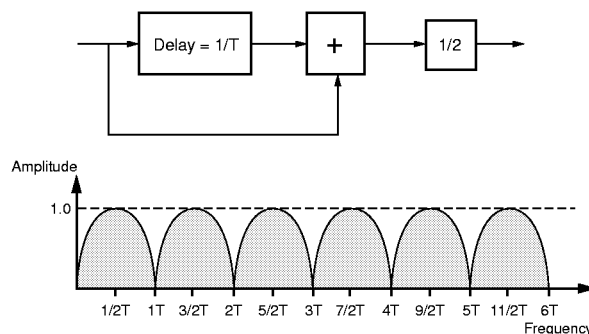 Delay = 1/T
+
1/2
Amplitude
1.0
1/2T 1T 3/2T 2T 5/2T 3T 7/2T 4T 9/2T 5T 11/2T 6T
Frequency